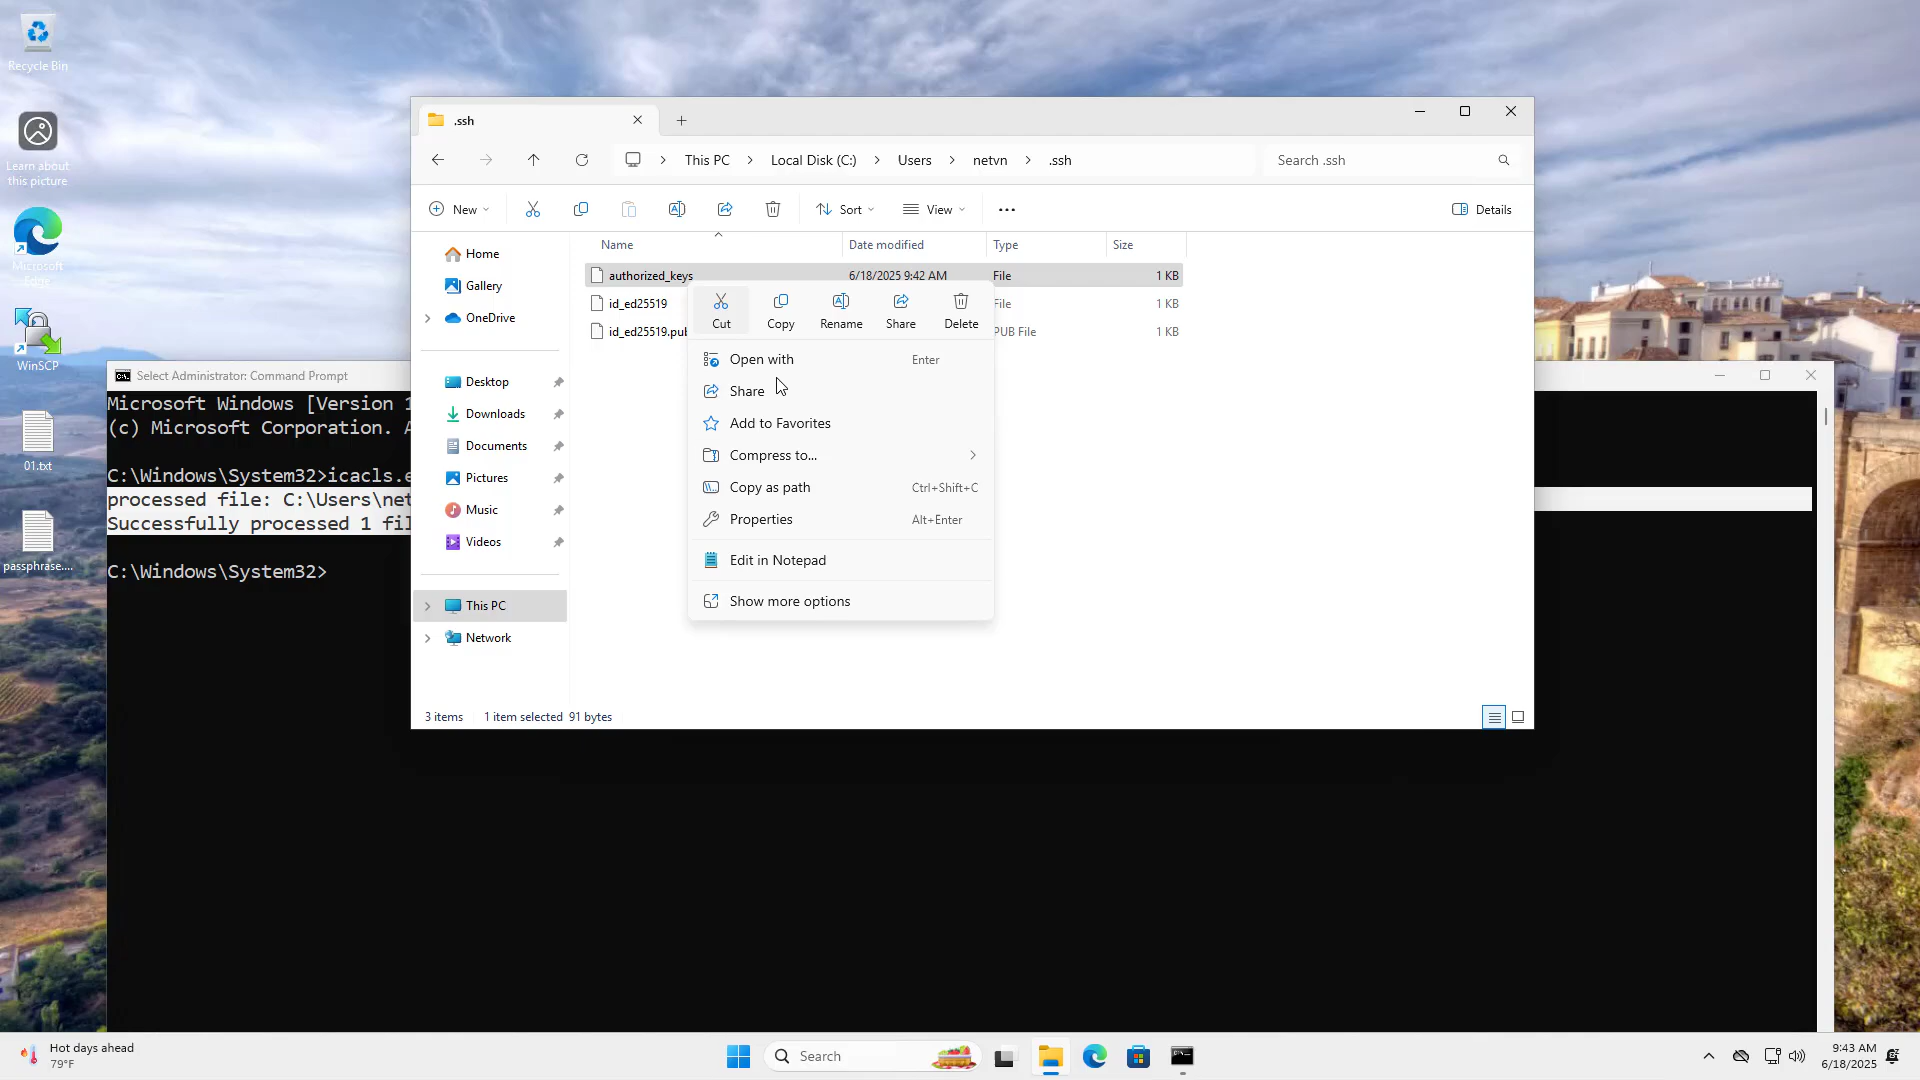 Recycle Bin
Learn about
this picture
Microsoft
Edge
WinSCP
01.txt
passphrase....
.ssh
This PC
Local Disk (C:)
Users
netvn
.ssh
Search .ssh
New
Sort
View
Details
Home
Gallery
OneDrive
Desktop
Downloads
Documents
Pictures
Music
Videos
This PC
Network
Name Date modified Type Size
authorized_keys 6/18/2025 9:42 AM File 1 KB
id_ed25519 File 1 KB
id_ed25519.pub PUB File 1 KB
Cut Copy Rename Share Delete
Open with Enter
Share
Add to Favorites
Compress to...
Copy as path Ctrl+Shift+C
Properties Alt+Enter
Edit in Notepad
Show more options
3 items 1 item selected 91 bytes
Select Administrator: Command Prompt
Microsoft Windows [Version 1
(c) Microsoft Corporation. A
C:\Windows\System32>icacls.e
processed file: C:\Users\net
Successfully processed 1 fil
C:\Windows\System32>
Hot days ahead
79°F
Search
9:43 AM
6/18/2025